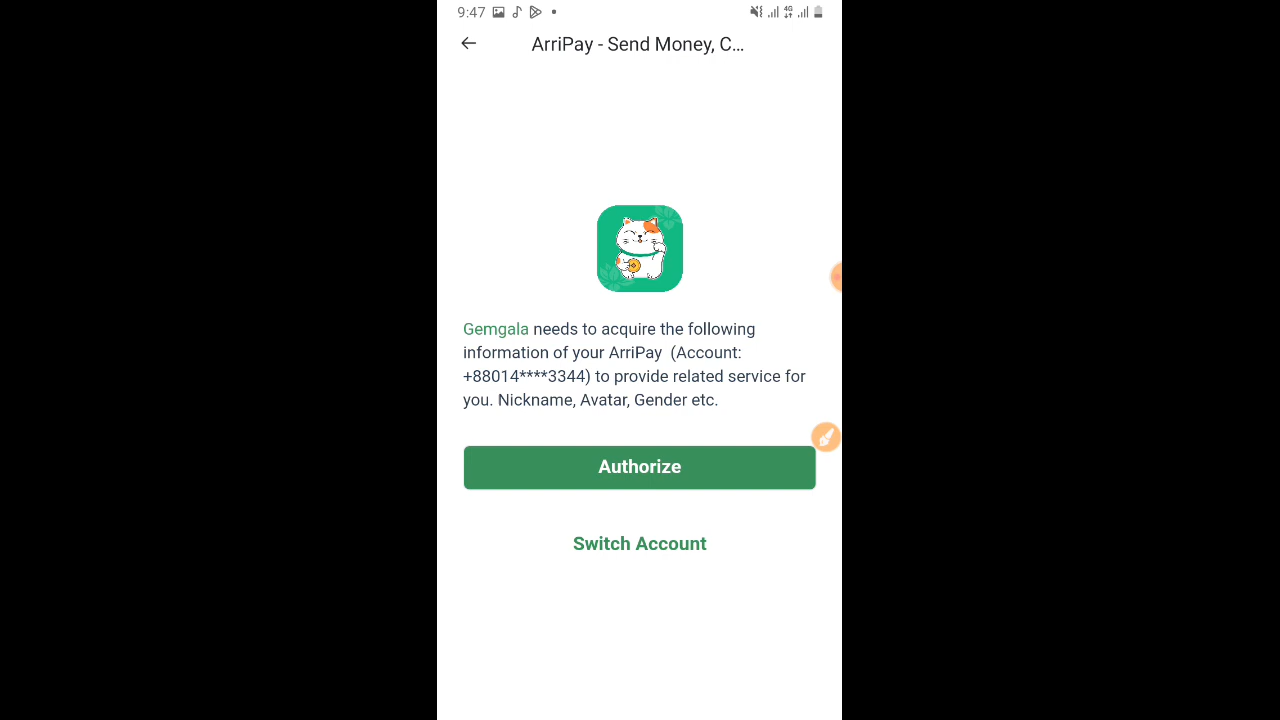 9:47
4G
ArriPay - Send Money, C...
Gemgala needs to acquire the following
information of your ArriPay (Account:
+88014****3344) to provide related service for
you. Nickname, Avatar, Gender etc.
Authorize
Switch Account